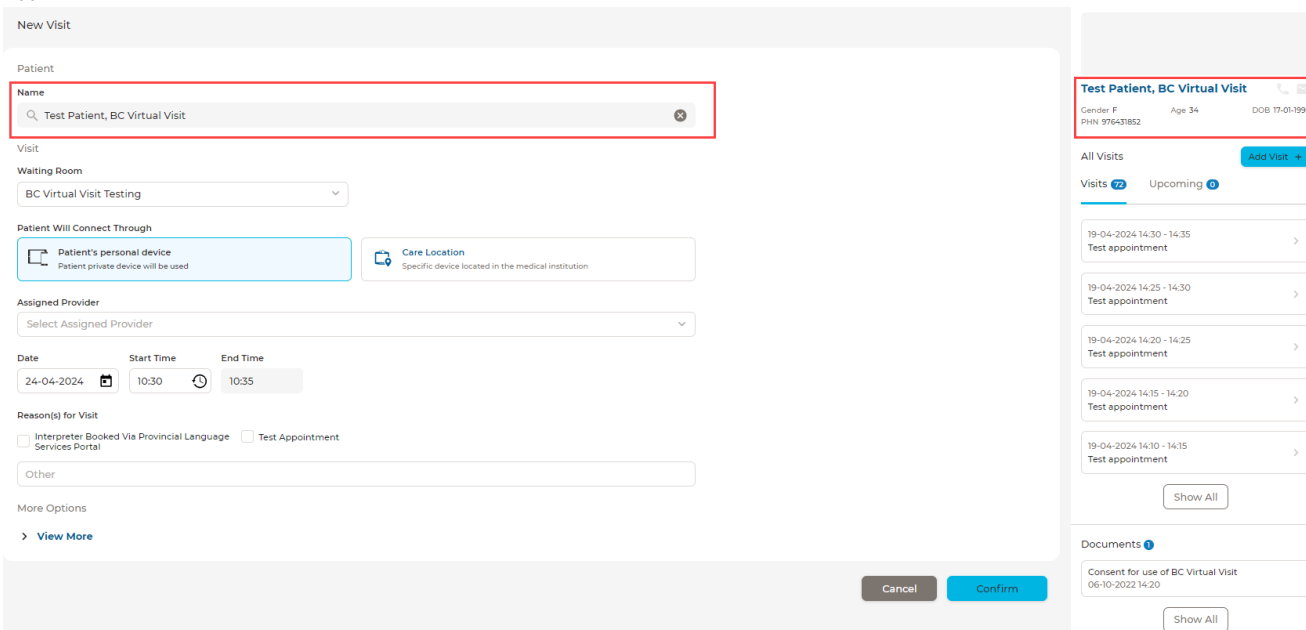 New Visit
Patient
Name
Test Patient, BC Virtual Visit
Visit
Waiting Room
BC Virtual Visit Testing
Patient Will Connect Through
Patient's personal device
Patient private device will be used
Care Location
Specific device located in the medical institution
Assigned Provider
Select Assigned Provider
Date Start Time End Time
24-04-2024 10:30 10:35
Reason(s) for Visit
Interpreter Booked Via Provincial Language
Services Portal
Test Appointment
Other
More Options
View More
Cancel Confirm
Test Patient, BC Virtual Visit
Gender F Age 34 DOB 17-01-199
PHN 976431852
All Visits Add Visit +
Visits 72 Upcoming 0
19-04-2024 14:30 - 14:35
Test appointment
19-04-2024 14:25 - 14:30
Test appointment
19-04-2024 14:20 - 14:25
Test appointment
19-04-2024 14:15 - 14:20
Test appointment
19-04-2024 14:10 - 14:15
Test appointment
Show All
Documents 1
Consent for use of BC Virtual Visit
06-10-2022 14:20
Show All